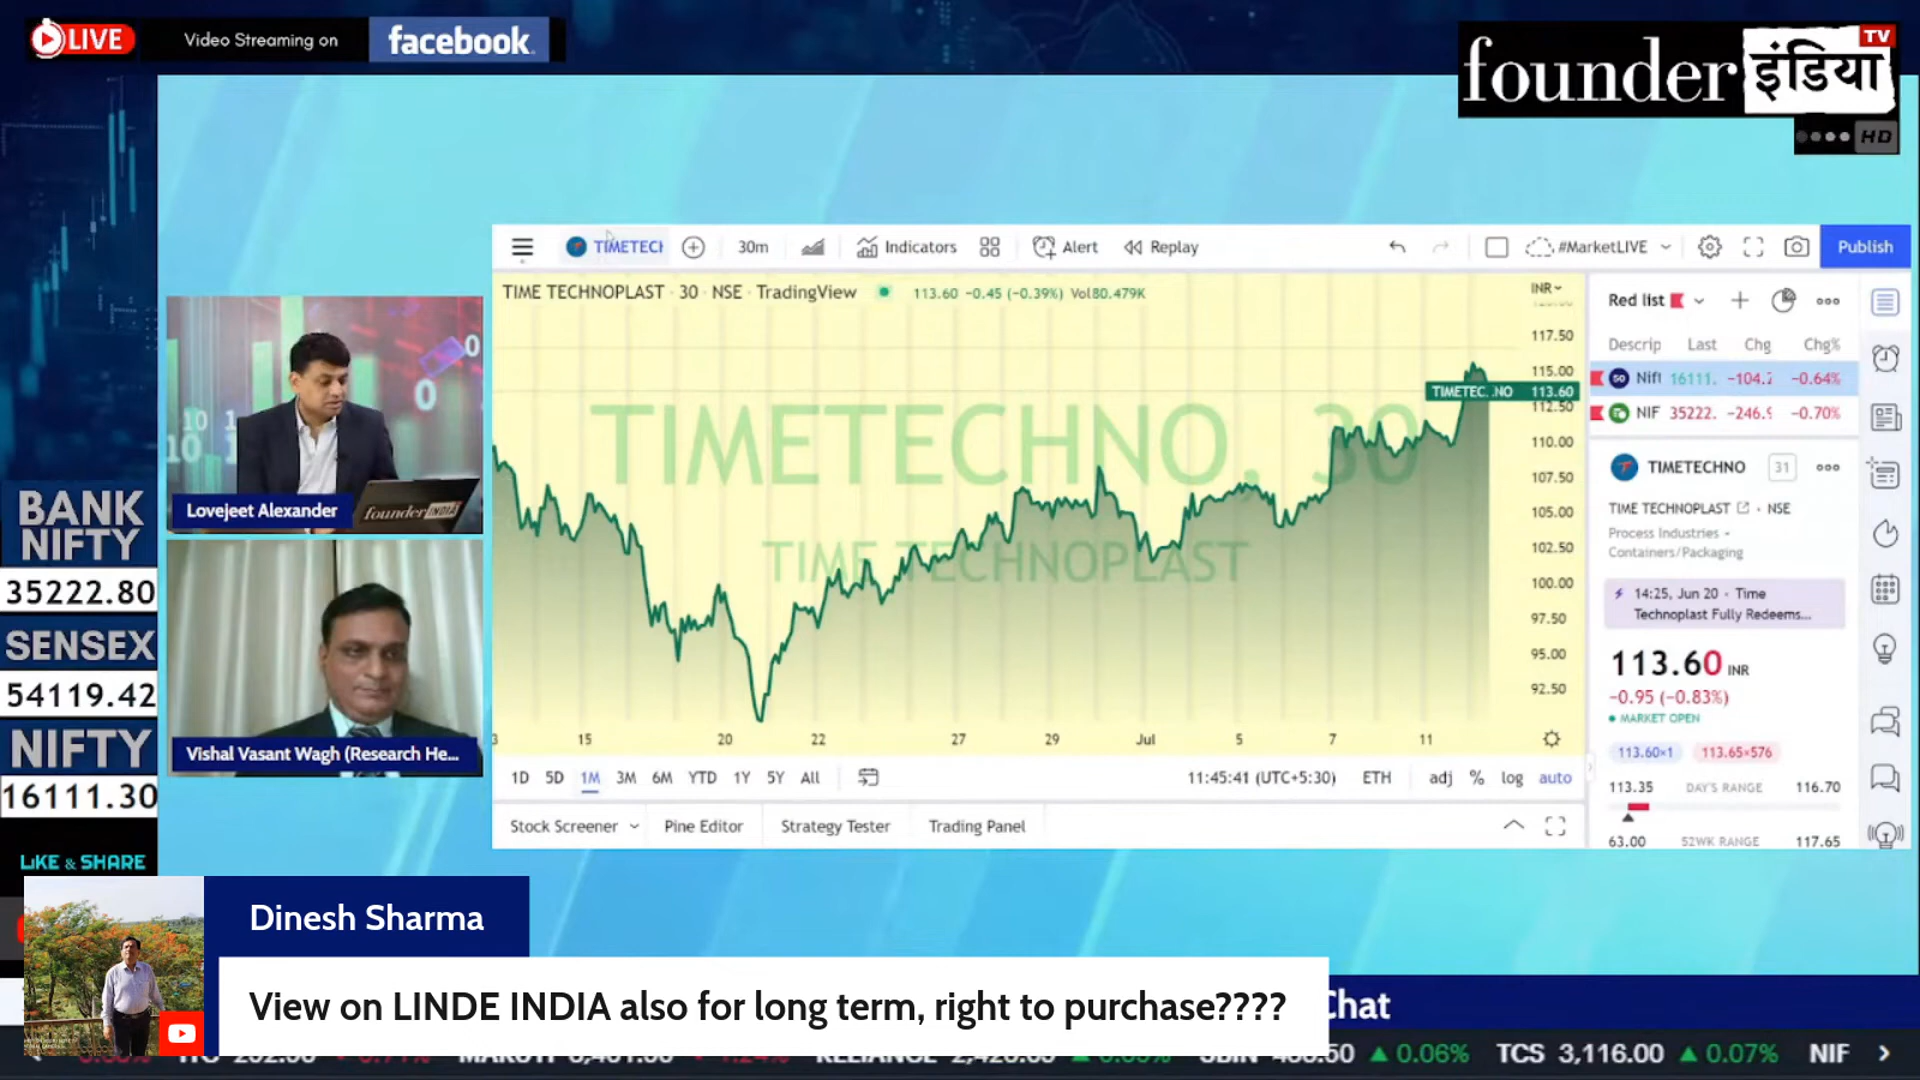 LIVE
Video Streaming on
facebook
founder इंडिया
TV
HD
TIMETECH
30m
Indicators
Alert
Replay
#MarketLIVE
Publish
TIME TECHNOPLAST · 30 · NSE · TradingView
113.60 −0.45 (−0.39%) Vol80.479K
INR
117.50
115.00
TIMETEC. .NO 113.60
112.50
110.00
107.50
105.00
102.50
100.00
97.50
95.00
92.50
TIMETECHNO, 30
TIME TECHNOPLAST
3 15 20 22 27 29 Jul 5 7 11
1D 5D 1M 3M 6M YTD 1Y 5Y All
11:45:41 (UTC+5:30) ETH adj % log auto
Stock Screener
Pine Editor
Strategy Tester
Trading Panel
Red list
Descrip Last Chg Chg%
50 Nift 16111. −104.2 −0.64%
NIF 35222. −246.9 −0.70%
TIMETECHNO 31
TIME TECHNOPLAST · NSE
Process Industries -
Containers/Packaging
14:25, Jun 20 · Time
Technoplast Fully Redeems...
113.60 INR
−0.95 (−0.83%)
MARKET OPEN
113.60×1 113.65×576
113.35 DAY'S RANGE 116.70
63.00 52WK RANGE 117.65
Lovejeet Alexander
founder INDIA
Vishal Vasant Wagh (Research He...
BANK
NIFTY
35222.80
SENSEX
54119.42
NIFTY
16111.30
LIKE & SHARE
Dinesh Sharma
View on LINDE INDIA also for long term, right to purchase????
Chat
0.06% TCS 3,116.00 0.07% NIF